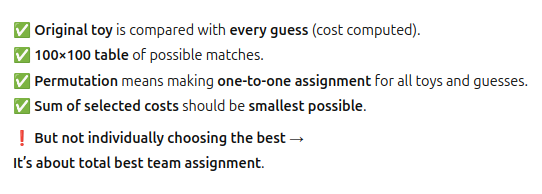 ✅ Original toy is compared with every guess (cost computed).
✅ 100×100 table of possible matches.
✅ Permutation means making one-to-one assignment for all toys and guesses.
✅ Sum of selected costs should be smallest possible.
❗ But not individually choosing the best →
It’s about total best team assignment.